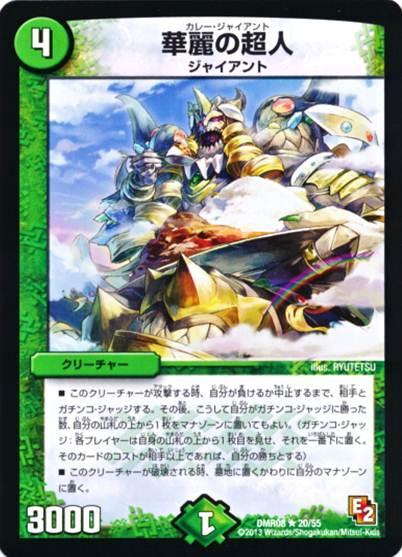 4
カレー・ジャイアント
華麗の超人
ジャイアント
illus. RYUTETSU
クリーチャー
■ このクリーチャーが攻撃する時、自分が負けるか中止するまで、相手と
ガチンコ・ジャッジする。その後、こうして自分がガチンコ・ジャッジに勝った
数、自分の山札の上から1枚をマナゾーンに置いてもよい。(ガチンコ・ジャッジ
:各プレイヤーは自身の山札から1枚目を見せ、それを一番下に置く。
そのカードのコストが相手以上であれば、自分の勝ちとする)
■ このクリーチャーが破壊される時、墓地に置くかわりに自分のマナゾー
ンに置く。
3000
1
E2
DMR08 ★ 20/55
©2013 Wizards/Shogakukan/Mitsui-Kids